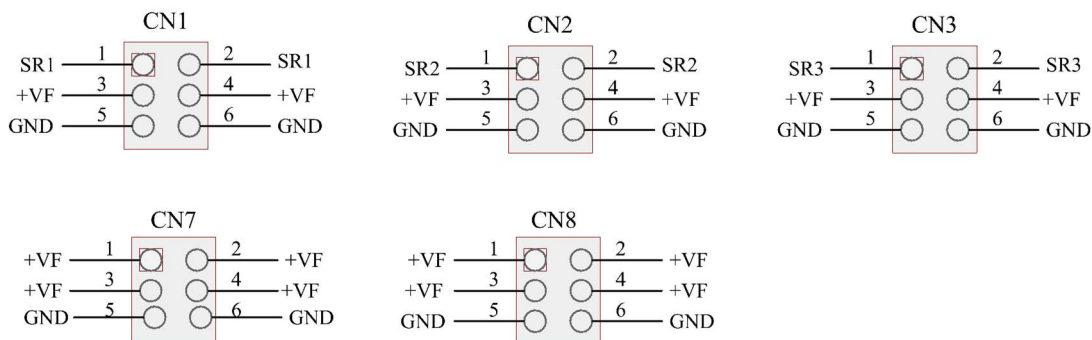 CN1 CN2 CN3
SR1 1 2 SR1 SR2 1 2 SR2 SR3 1 2 SR3
+VF 3 4 +VF +VF 3 4 +VF +VF 3 4 +VF
GND 5 6 GND GND 5 6 GND GND 5 6 GND
CN7 CN8
+VF 1 2 +VF +VF 1 2 +VF
+VF 3 4 +VF +VF 3 4 +VF
GND 5 6 GND GND 5 6 GND